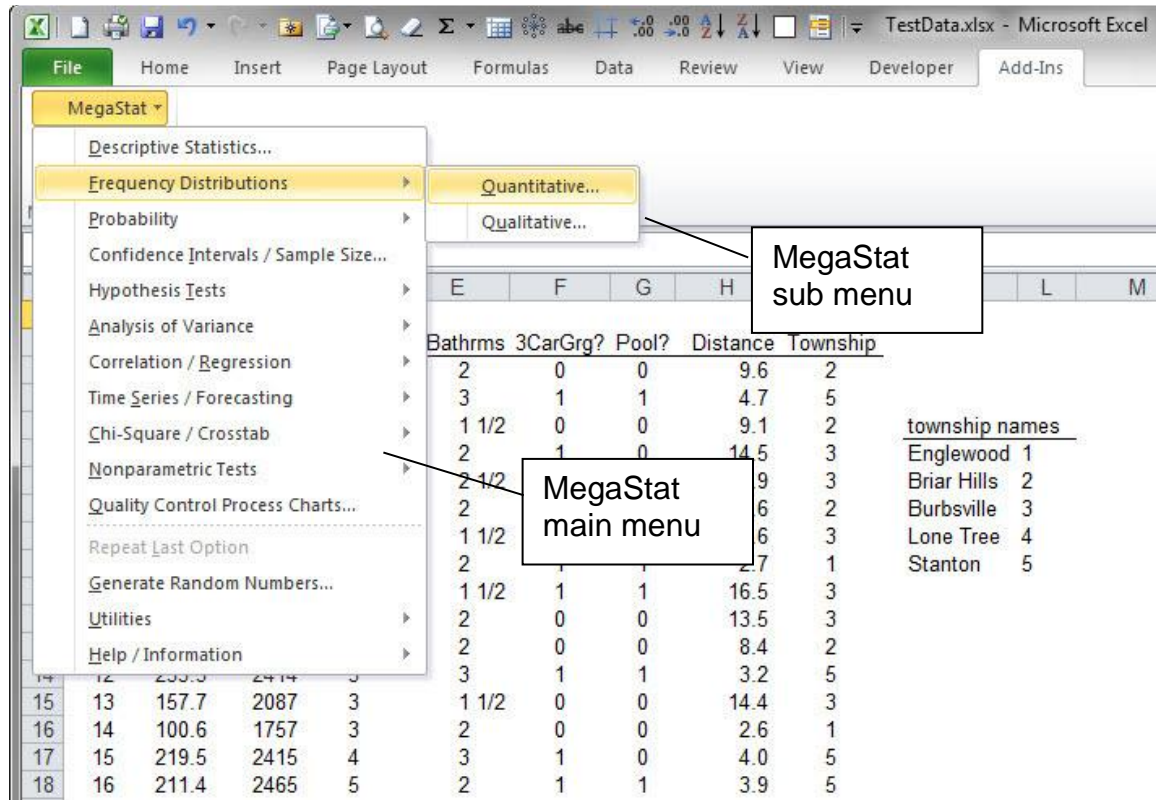 TestData.xlsx - Microsoft Excel
File Home Insert Page Layout Formulas Data Review View Developer Add-Ins
MegaStat
Descriptive Statistics...
Frequency Distributions
Probability
Confidence Intervals / Sample Size...
Hypothesis Tests
Analysis of Variance
Correlation / Regression
Time Series / Forecasting
Chi-Square / Crosstab
Nonparametric Tests
Quality Control Process Charts...
Repeat Last Option
Generate Random Numbers...
Utilities
Help / Information
Quantitative...
Qualitative...
MegaStat
sub menu
MegaStat
main menu
E F G H L M
Bathrms 3CarGrg? Pool? Distance Township
2 0 0 9.6 2
3 1 1 4.7 5
1 1/2 0 0 9.1 2
2 1 0 14.5 3
2 1/2 9 3
2 6 2
1 1/2 6 3
2 2.7 1
1 1/2 1 1 16.5 3
2 0 0 13.5 3
2 0 0 8.4 2
3 1 1 3.2 5
15 13 157.7 2087 3 1 1/2 0 0 14.4 3
16 14 100.6 1757 3 2 0 0 2.6 1
17 15 219.5 2415 4 3 1 0 4.0 5
18 16 211.4 2465 5 2 1 1 3.9 5
township names
Englewood 1
Briar Hills 2
Burbsville 3
Lone Tree 4
Stanton 5